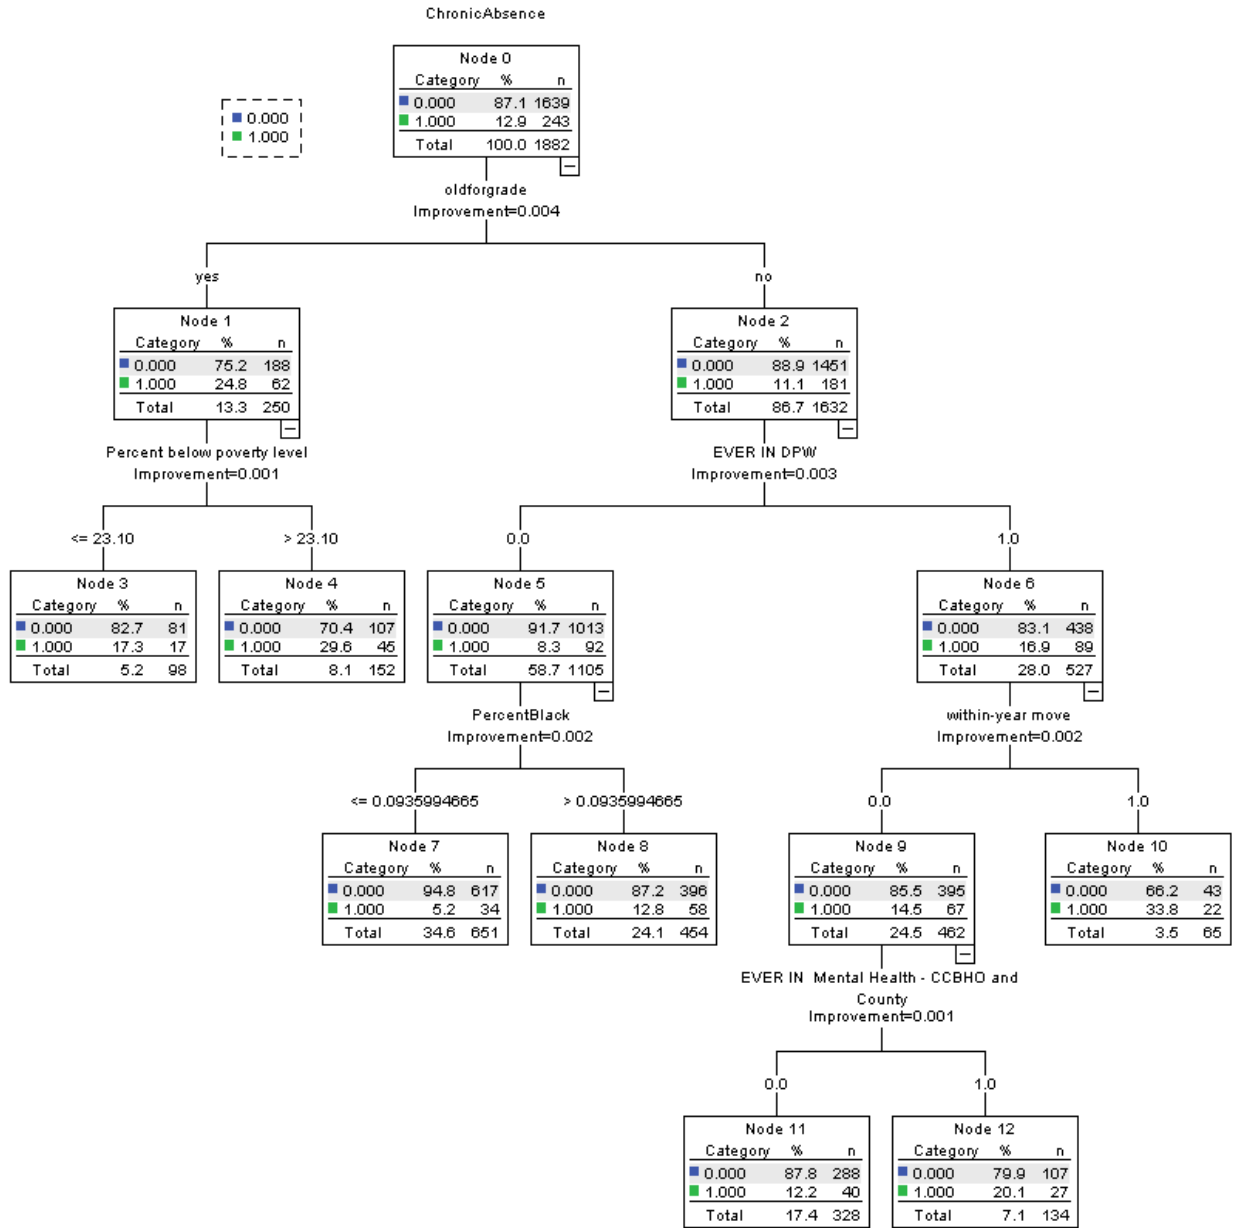 ChronicAbsence
0.000
1.000
Node 0
Category % n
0.000 87.1 1639
1.000 12.9 243
Total 100.0 1882
oldforgrade
Improvement=0.004
yes
no
Node 1
Category % n
0.000 75.2 188
1.000 24.8 62
Total 13.3 250
Node 2
Category % n
0.000 88.9 1451
1.000 11.1 181
Total 86.7 1632
Percent below poverty level
Improvement=0.001
EVER IN DPW
Improvement=0.003
<= 23.10
> 23.10
0.0
1.0
Node 3
Category % n
0.000 82.7 81
1.000 17.3 17
Total 5.2 98
Node 4
Category % n
0.000 70.4 107
1.000 29.6 45
Total 8.1 152
Node 5
Category % n
0.000 91.7 1013
1.000 8.3 92
Total 58.7 1105
Node 6
Category % n
0.000 83.1 438
1.000 16.9 89
Total 28.0 527
PercentBlack
Improvement=0.002
within-year move
Improvement=0.002
<= 0.0935994665
> 0.0935994665
0.0
1.0
Node 7
Category % n
0.000 94.8 617
1.000 5.2 34
Total 34.6 651
Node 8
Category % n
0.000 87.2 396
1.000 12.8 58
Total 24.1 454
Node 9
Category % n
0.000 85.5 395
1.000 14.5 67
Total 24.5 462
Node 10
Category % n
0.000 66.2 43
1.000 33.8 22
Total 3.5 65
EVER IN Mental Health - CCBHO and
County
Improvement=0.001
0.0
1.0
Node 11
Category % n
0.000 87.8 288
1.000 12.2 40
Total 17.4 328
Node 12
Category % n
0.000 79.9 107
1.000 20.1 27
Total 7.1 134